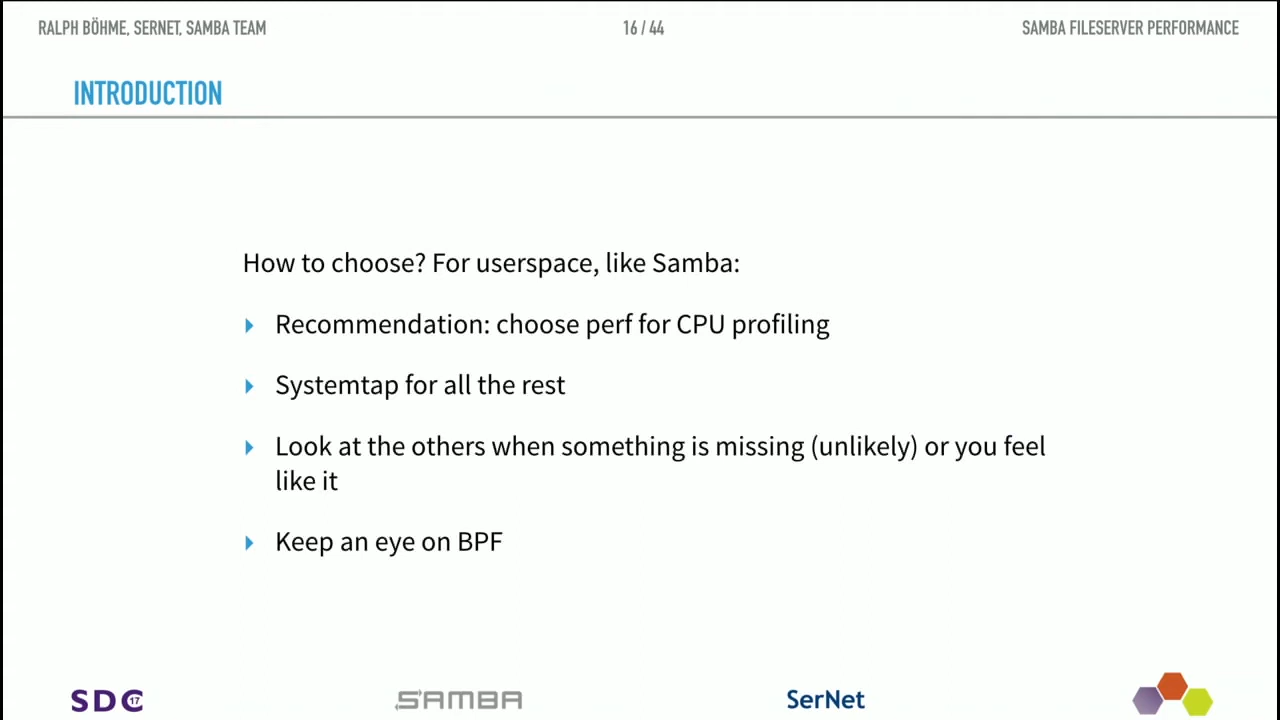 RALPH BÖHME, SERNET, SAMBA TEAM
16 / 44
SAMBA FILESERVER PERFORMANCE
INTRODUCTION
How to choose? For userspace, like Samba:
Recommendation: choose perf for CPU profiling
Systemtap for all the rest
Look at the others when something is missing (unlikely) or you feel
like it
Keep an eye on BPF
SDC 17
SAMBA
SerNet